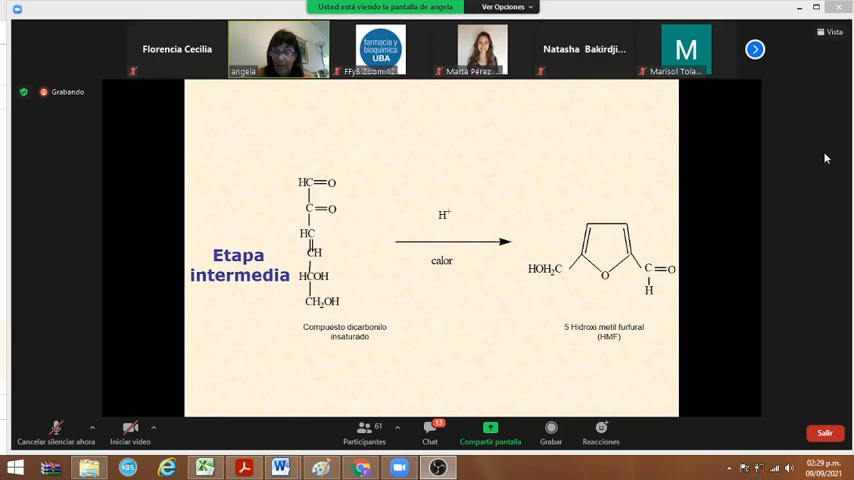 Usted está viendo la pantalla de angela
Ver Opciones
Vista
Florencia Cecilia
angela
farmacia y
bioquímica
UBA
FFyB Zoom 12
Marta Pérez ...
Natasha Bakirdji...
M
Marisol Tola...
Grabando
HC=O
C=O
HC
CH
HCOH
CH2OH
Etapa
intermedia
Compuesto dicarbonilo
insaturado
H+
calor
HOH2C
O
C=O
H
5 Hidroxi metil furfural
(HMF)
Cancelar silenciar ahora
Iniciar video
61
Participantes
13
Chat
Compartir pantalla
Grabar
Reacciones
Salir
02:29 p.m.
09/09/2021